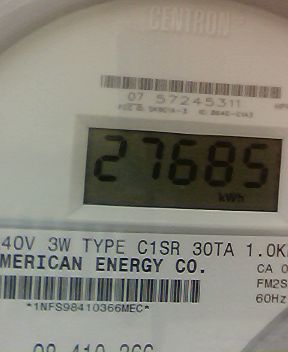 CENTRON
07 57245311
27685
kWh
40V 3W TYPE C1SR 30TA 1.0K
MERICAN ENERGY CO.
CA 0
FM2S
60Hz
*1NFS98410366MEC*